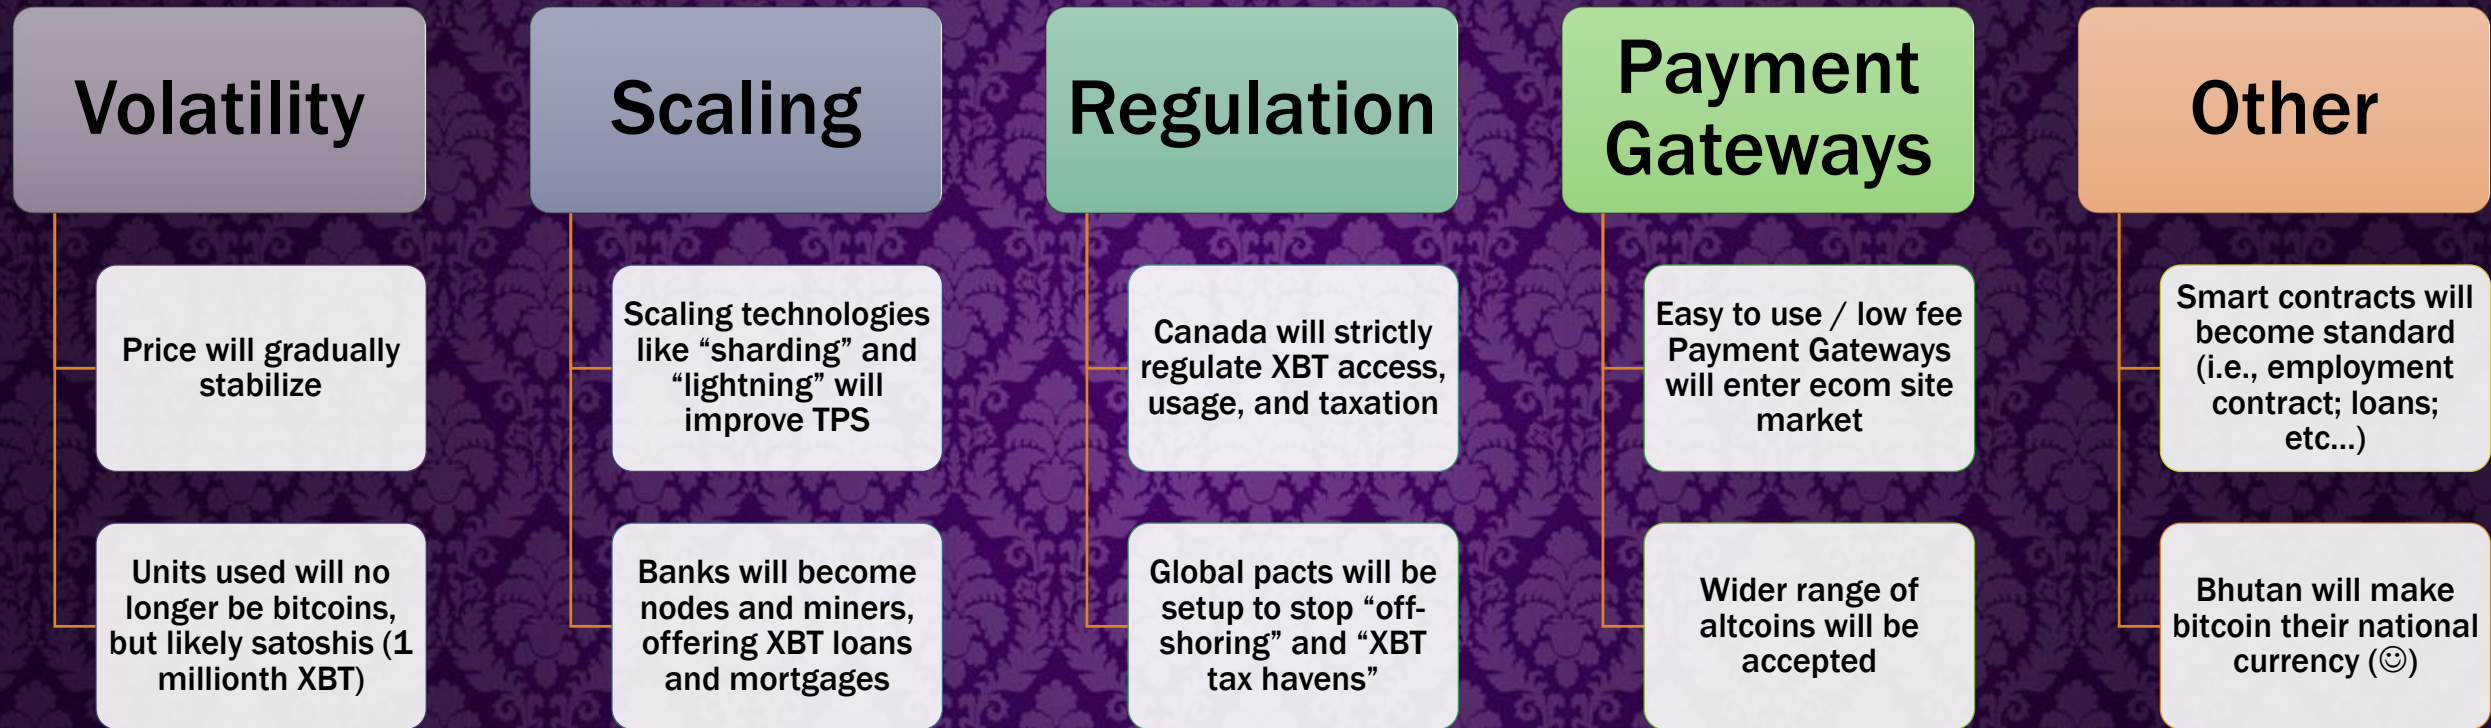 Volatility
Price will gradually
stabilize
Units used will no
longer be bitcoins,
but likely satoshis (1
millionth XBT)
Scaling
Scaling technologies
like “sharding” and
“lightning” will
improve TPS
Banks will become
nodes and miners,
offering XBT loans
and mortgages
Regulation
Canada will strictly
regulate XBT access,
usage, and taxation
Global pacts will be
setup to stop “off-
shoring” and “XBT
tax havens”
Payment
Gateways
Easy to use / low fee
Payment Gateways
will enter ecom site
market
Wider range of
altcoins will be
accepted
Other
Smart contracts will
become standard
(i.e., employment
contract; loans;
etc...)
Bhutan will make
bitcoin their national
currency (☺)